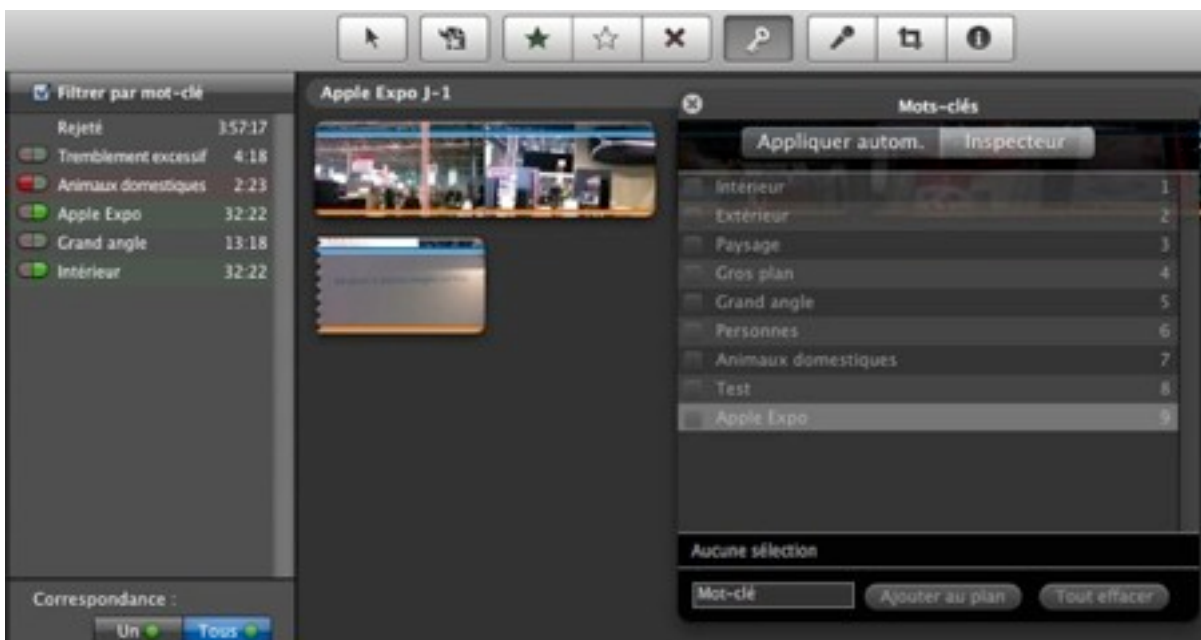 Filtrer par mot-clé
Rejeté 3:57:17
Tremblement excessif 4:18
Animaux domestiques 2:23
Apple Expo 32:22
Grand angle 13:18
Intérieur 32:22
Correspondance :
Un Tous
Apple Expo J-1
Mots-clés
Appliquer autom. Inspecteur
Intérieur 1
Extérieur 2
Paysage 3
Gros plan 4
Grand angle 5
Personnes 6
Animaux domestiques 7
Test 8
Apple Expo 9
Aucune sélection
Mot-clé Ajouter au plan Tout effacer